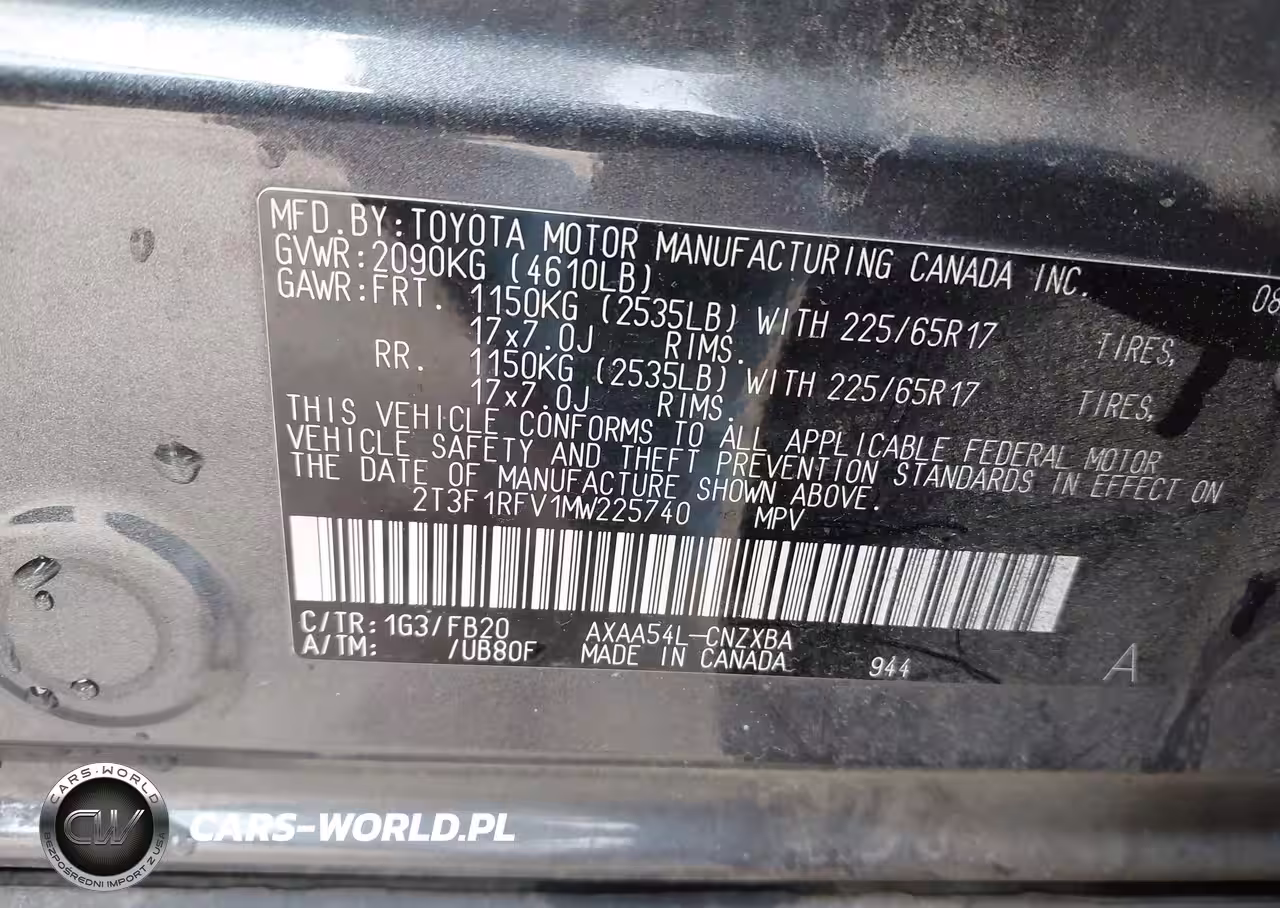 MFD.BY:TOYOTA MOTOR MANUFACTURING CANADA INC. 08
GVWR:2090KG (4610LB)
GAWR:FRT. 1150KG (2535LB) WITH 225/65R17 TIRES,
17x7.0J RIMS.
RR. 1150KG (2535LB) WITH 225/65R17 TIRES,
17x7.0J RIMS.
THIS VEHICLE CONFORMS TO ALL APPLICABLE FEDERAL MOTOR
VEHICLE SAFETY AND THEFT PREVENTION STANDARDS IN EFFECT ON
THE DATE OF MANUFACTURE SHOWN ABOVE.
2T3F1RFV1MW225740 MPV
C/TR:1G3/FB20 AXAA54L-CNZXBA
A/TM: /UB80F MADE IN CANADA 944 A
CARS-WORLD
CW
BEZPOŚREDNI IMPORT Z USA
CARS-WORLD.PL